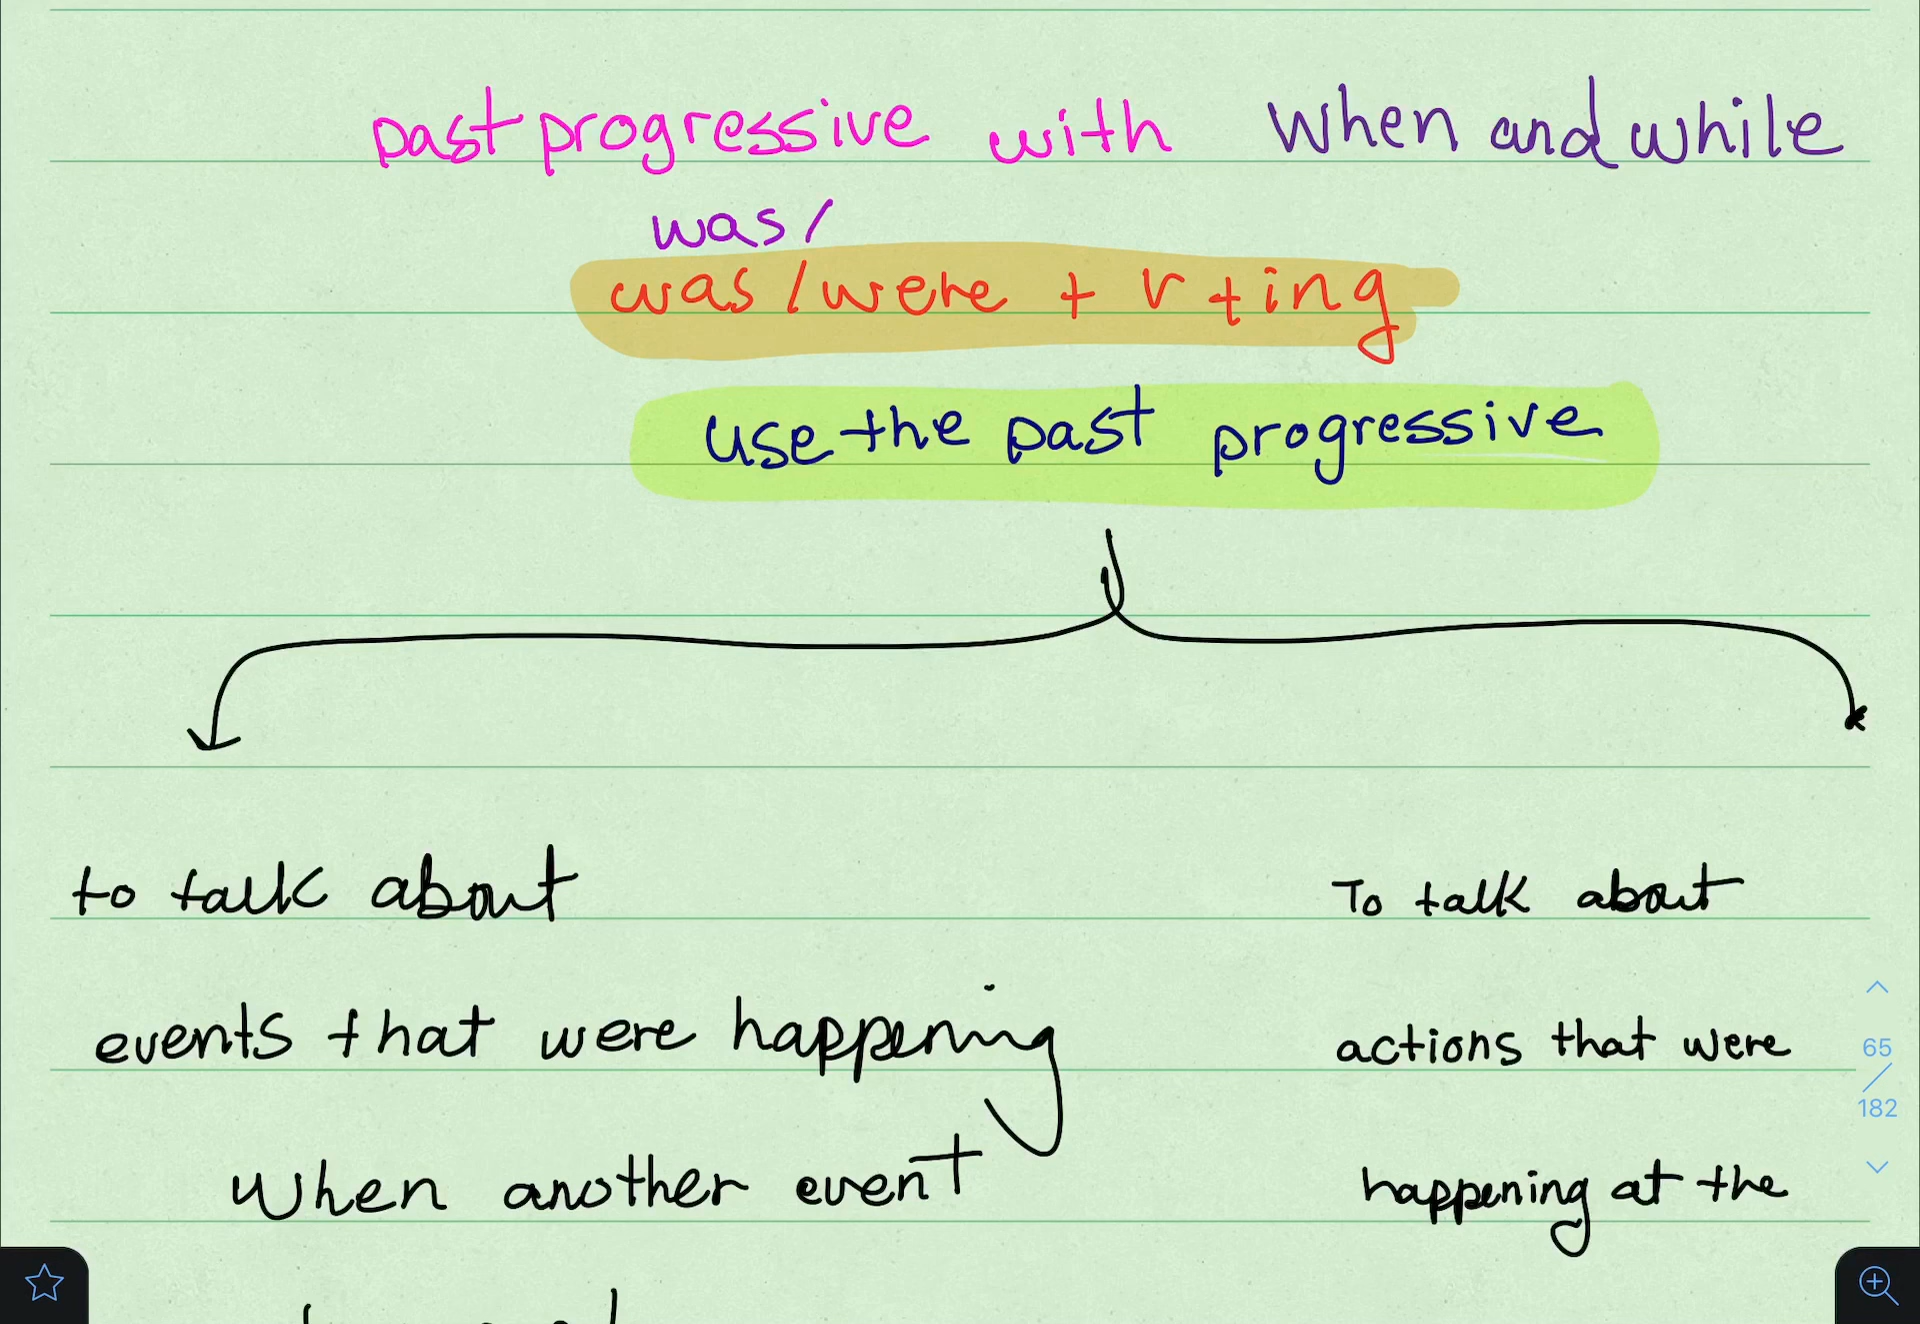 past progressive with when and while
was/
was/were + v + ing
use the past progressive
to talk about
events that were happening
when another event
To talk about
actions that were
happening at the
65
/
182